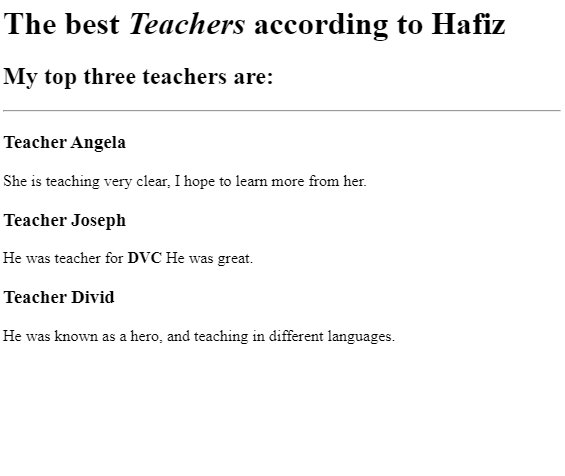 The best Teachers according to Hafiz
My top three teachers are:
Teacher Angela
She is teaching very clear, I hope to learn more from her.
Teacher Joseph
He was teacher for DVC He was great.
Teacher Divid
He was known as a hero, and teaching in different languages.